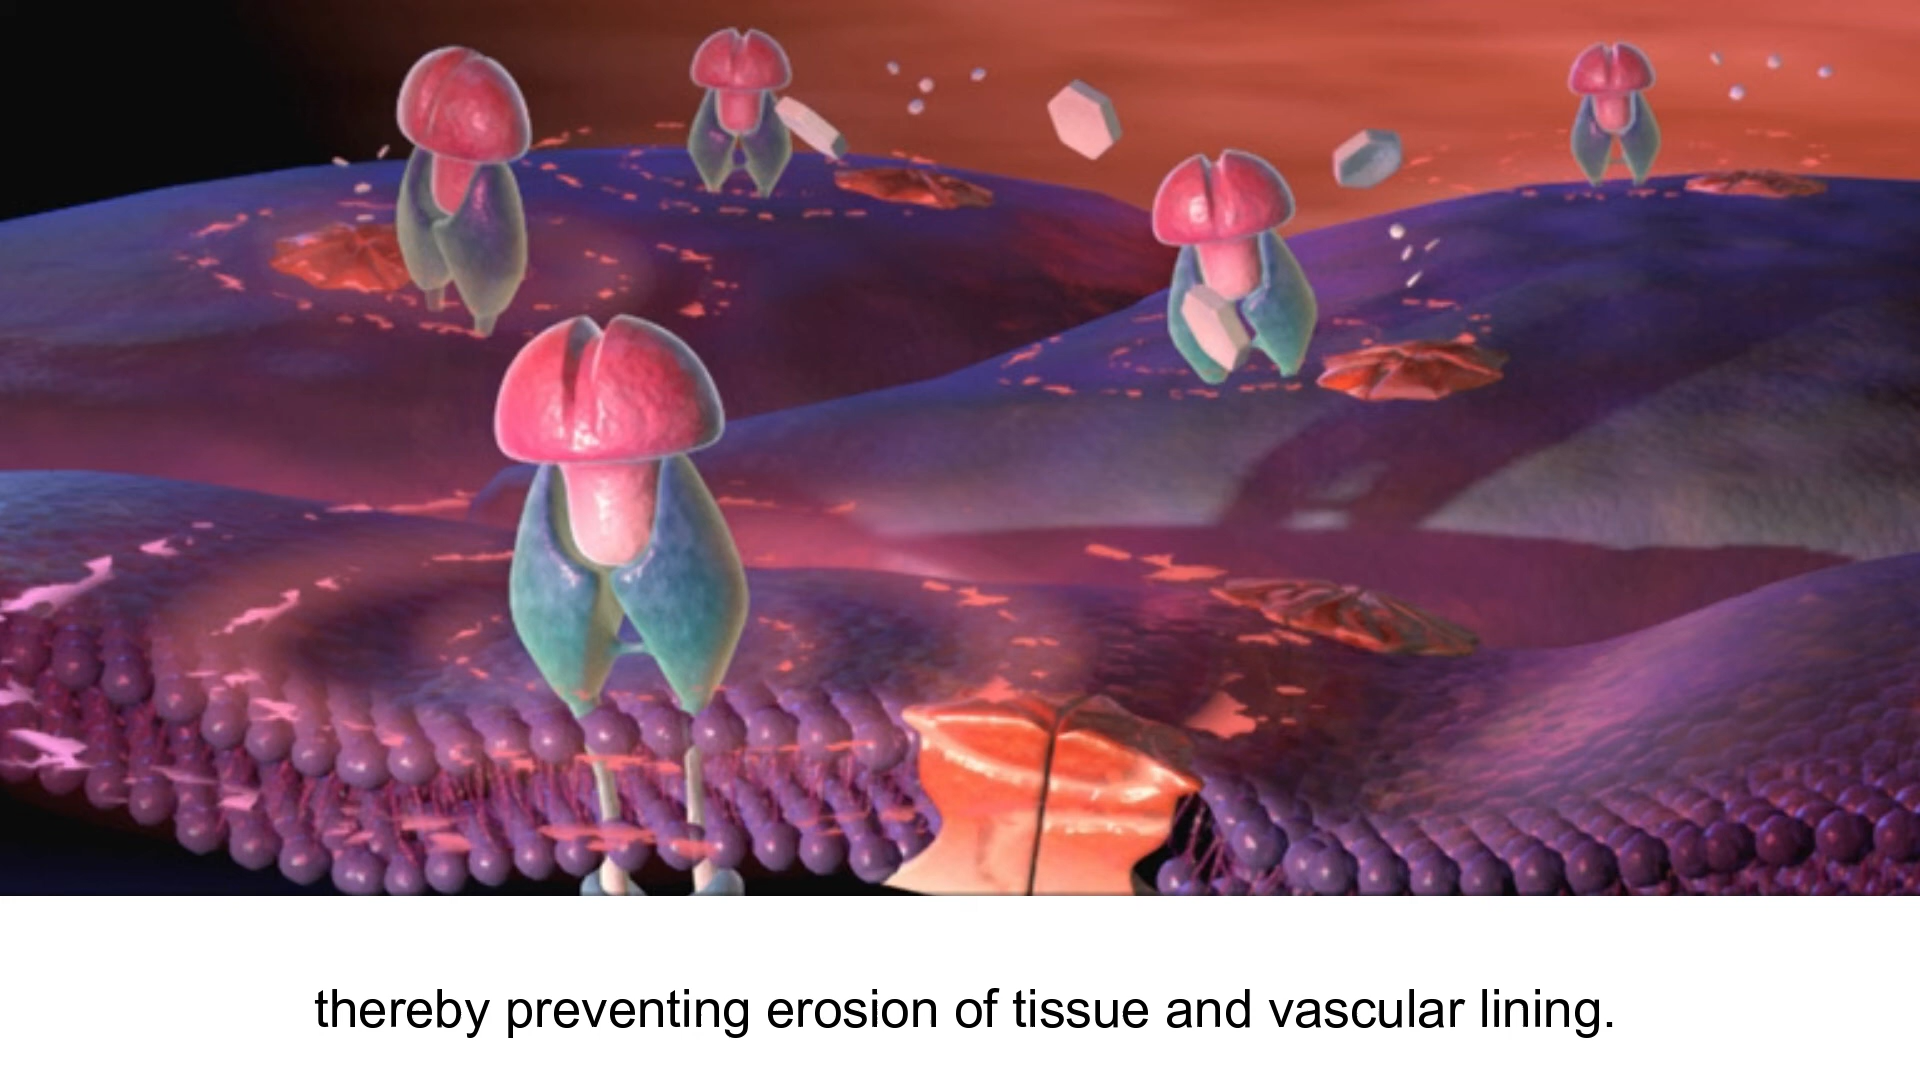 thereby preventing erosion of tissue and vascular lining.